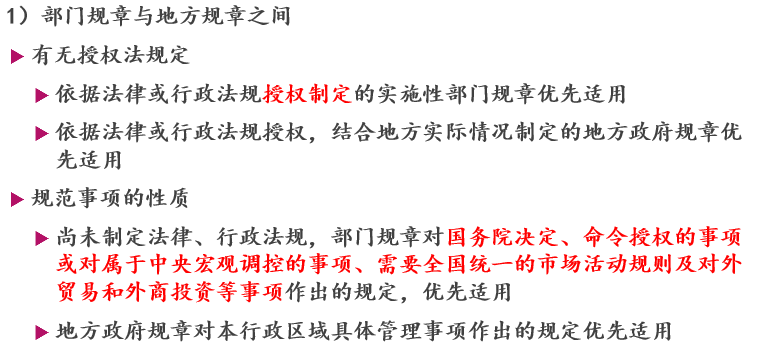 1）部门规章与地方规章之间
有无授权法规定
依据法律或行政法规授权制定的实施性部门规章优先适用
依据法律或行政法规授权，结合地方实际情况制定的地方政府规章优
先适用
规范事项的性质
尚未制定法律、行政法规，部门规章对国务院决定、命令授权的事项
或对属于中央宏观调控的事项、需要全国统一的市场活动规则及对外
贸易和外商投资等事项作出的规定，优先适用
地方政府规章对本行政区域具体管理事项作出的规定优先适用